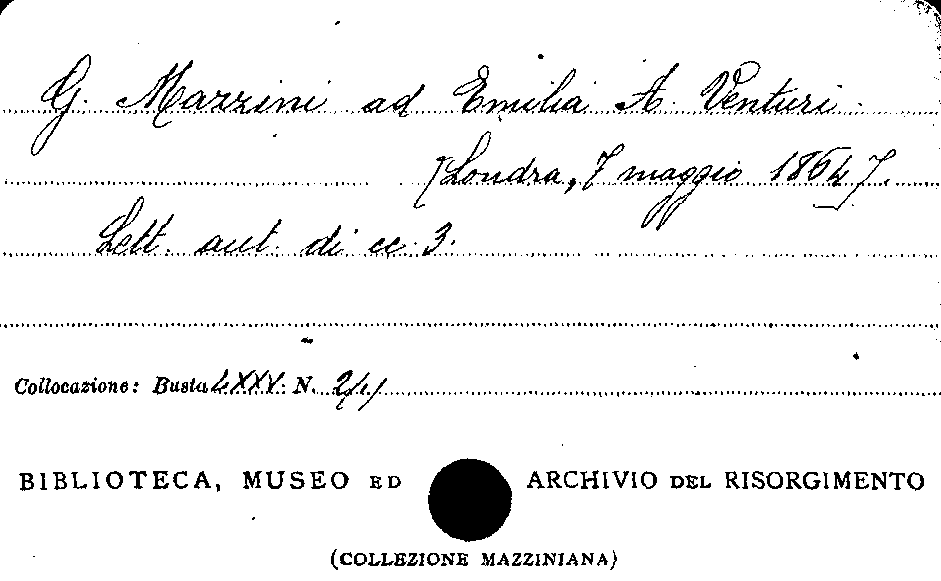 G. Mazzini ad Emilia A. Venturi.
[Londra, 7 maggio 1864].
Lett. aut. di cc. 3.
Collocazione: Busta LXXV. N.
BIBLIOTECA, MUSEO ED ARCHIVIO DEL RISORGIMENTO
(COLLEZIONE MAZZINIANA)